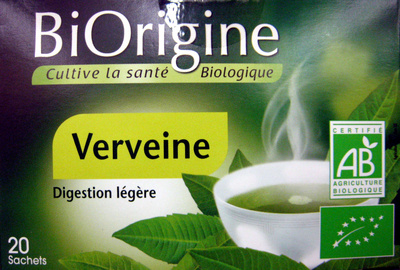 BiOrigine
Cultive la santé Biologique
Verveine
Digestion légère
CERTIFIÉ
AB
AGRICULTURE
BIOLOGIQUE
20
Sachets